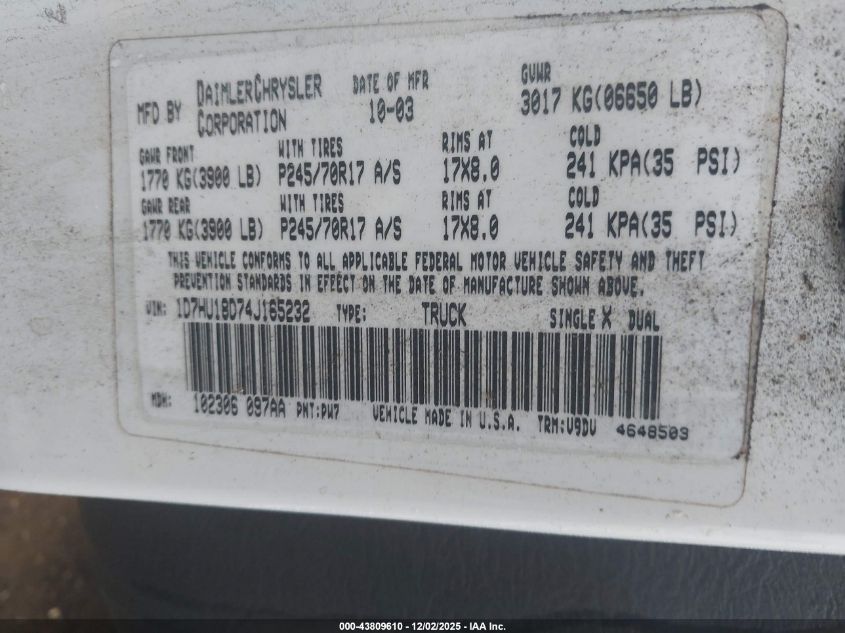 MFD BY DAIMLERCHRYSLER CORPORATION DATE OF MFR 10-03 GVWR 3017 KG(06650 LB)
GAWR FRONT WITH TIRES RIMS AT COLD
1770 KG(3900 LB) P245/70R17 A/S 17X8.0 241 KPA(35 PSI)
GAWR REAR WITH TIRES RIMS AT COLD
1770 KG(3900 LB) P245/70R17 A/S 17X8.0 241 KPA(35 PSI)
THIS VEHICLE CONFORMS TO ALL APPLICABLE FEDERAL MOTOR VEHICLE SAFETY AND THEFT
PREVENTION STANDARDS IN EFFECT ON THE DATE OF MANUFACTURE SHOWN ABOVE.
VIN: 1D7HU18D74J165232 TYPE: TRUCK SINGLE X DUAL
MDH: 102306 097AA PNT:PW7 VEHICLE MADE IN U.S.A. TRM:V9DV 4648503
000-43809610 - 12/02/2025 - IAA Inc.